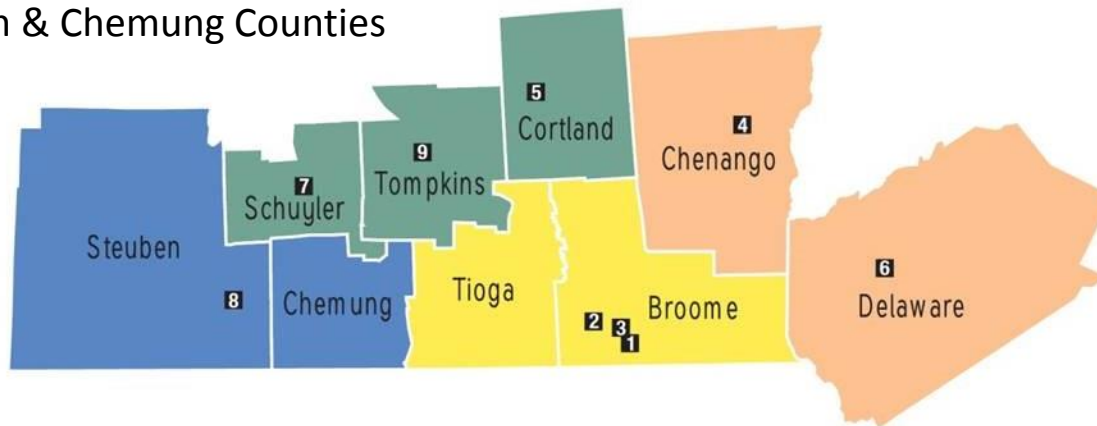 & Chemung Counties
5
Cortland
4
Chenango
9
Tompkins
7
Schuyler
Steuben
8
Chemung
Tioga
Broome
2
3
1
6
Delaware